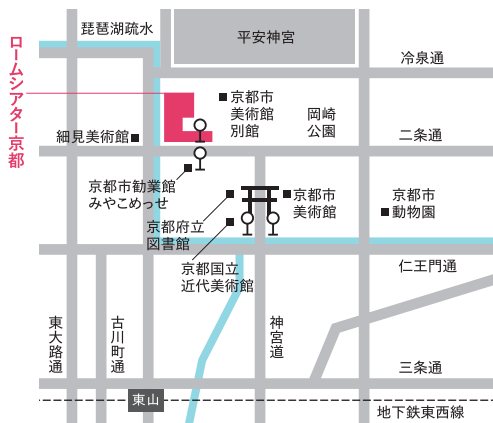 琵琶湖疏水
平安神宮
冷泉通
ロームシアター京都
京都市
美術館
別館
岡崎
公園
細見美術館
二条通
京都市勧業館
みやこめっせ
京都市
美術館
京都市
動物園
京都府立
図書館
京都国立
近代美術館
仁王門通
東大路通
古川町通
神宮道
三条通
東山
地下鉄東西線